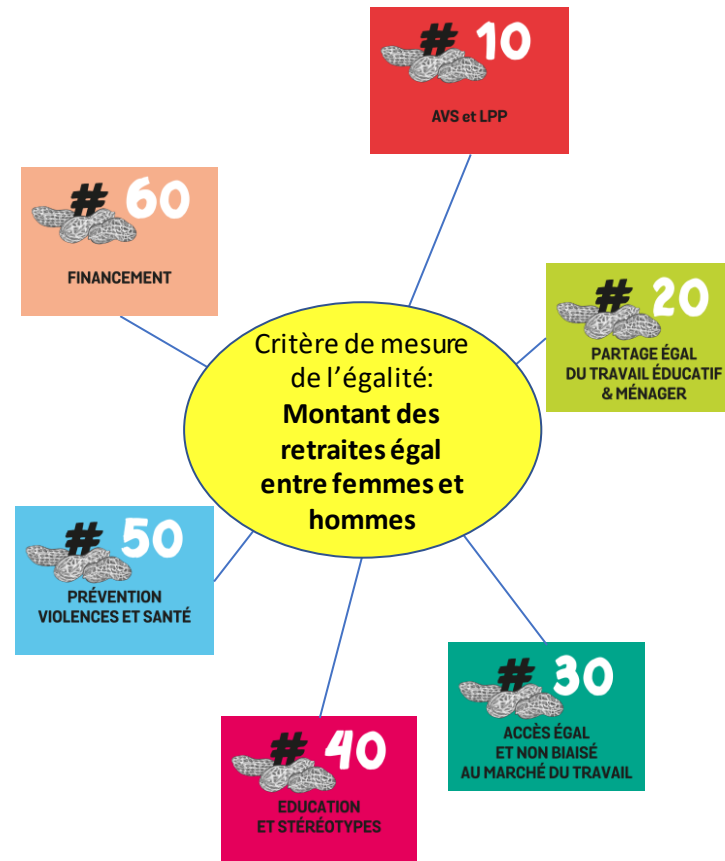 # 10
AVS et LPP
# 60
FINANCEMENT
# 20
PARTAGE ÉGAL
DU TRAVAIL ÉDUCATIF
& MÉNAGER
Critère de mesure
de l'égalité:
Montant des
retraites égal
entre femmes et
hommes
# 50
PRÉVENTION
VIOLENCES ET SANTÉ
# 30
ACCÈS ÉGAL
ET NON BIAISÉ
AU MARCHÉ DU TRAVAIL
# 40
EDUCATION
ET STÉRÉOTYPES